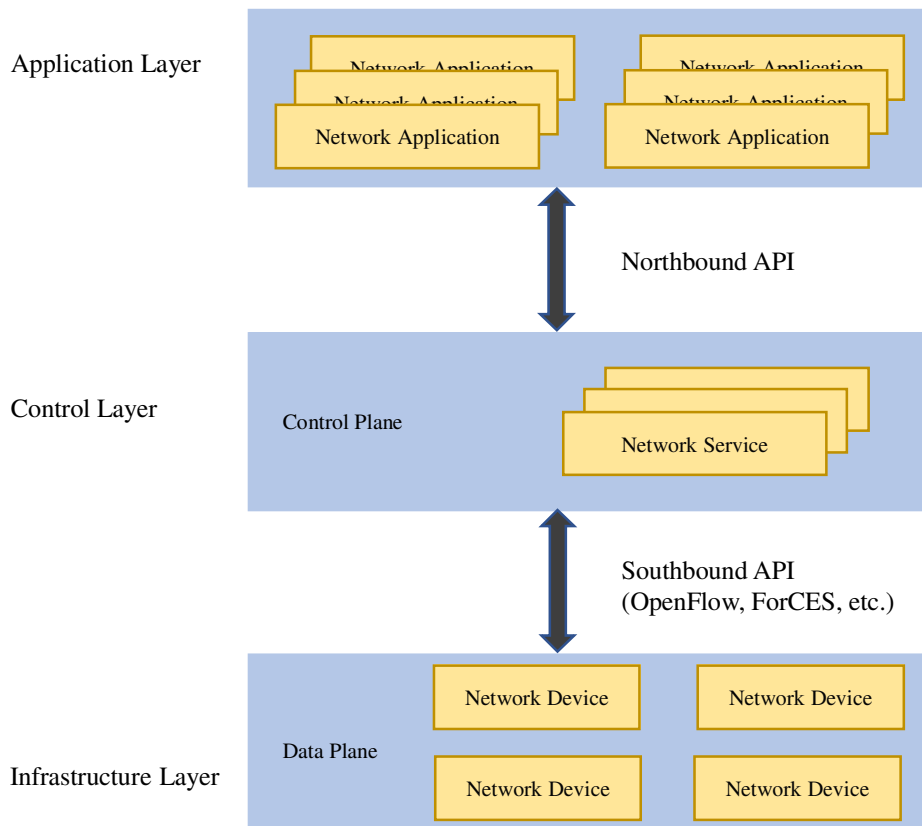 Application Layer
Network Application
Network Application
Network Application
Network Application
Network Application
Network Application
Northbound API
Control Layer
Control Plane
Network Service
Southbound API
(OpenFlow, ForCES, etc.)
Network Device
Network Device
Data Plane
Infrastructure Layer
Network Device
Network Device